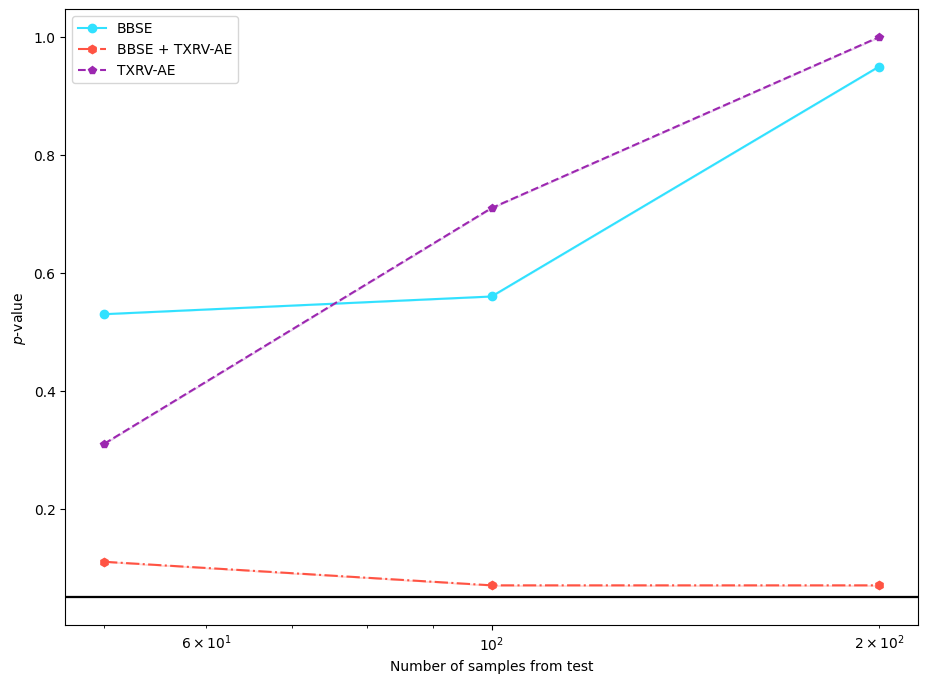 BBSE
BBSE + TXRV-AE
TXRV-AE
1.0
0.8
0.6
0.4
0.2
p-value
6 × 10¹
10²
2 × 10²
Number of samples from test